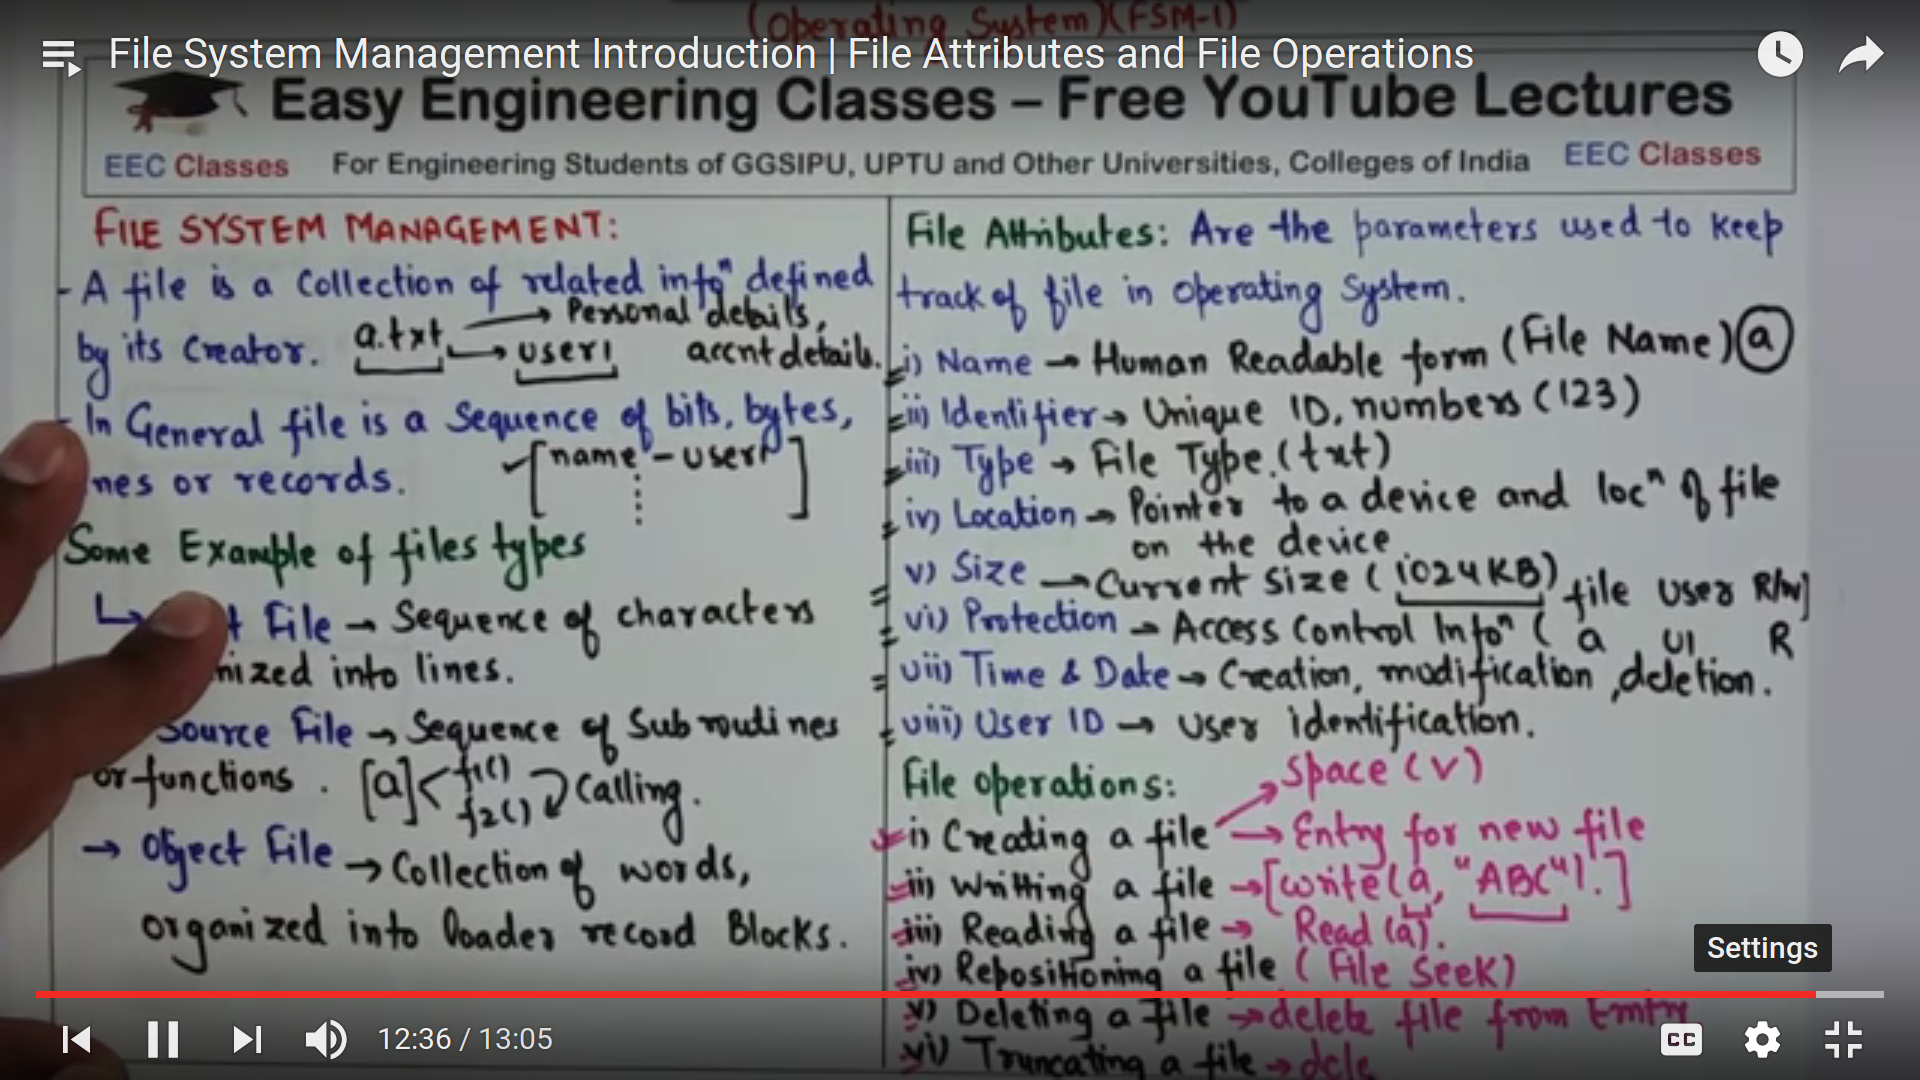 (Operating System) (FSM-1)
File System Management Introduction | File Attributes and File Operations
Easy Engineering Classes – Free YouTube Lectures
EEC Classes For Engineering Students of GGSIPU, UPTU and Other Universities, Colleges of India EEC Classes
FILE SYSTEM MANAGEMENT:
- A file is a Collection of related infoⁿ defined
by its Creator. a.txt → Personal details,
→ user1 accnt details.
- In General file is a Sequence of bits, bytes,
nes or records. [name - user1
Some Example of files types
t File → Sequence of characters
nized into lines.
Source File → Sequence of Subroutines
or functions. [a] < f1()
f2() Calling.
→ Object File → Collection of words,
organized into loader record Blocks.
File Attributes: Are the parameters used to keep
track of file in operating System.
i) Name → Human Readable form (File Name) a
ii) Identifier → Unique ID, numbers (123)
iii) Type → File Type. (txt)
iv) Location → Pointer to a device and locⁿ of file
on the device
v) Size → Current Size (1024KB)
file User R/w]
vi) Protection → Access Control Infoⁿ ( a U1 R
vii) Time & Date → Creation, modification, deletion.
viii) User ID → User identification.
File operations: Space (V)
i) Creating a file → Entry for new file
ii) Writting a file → [write(a, "ABC").]
iii) Reading a file → Read (a).
iv) Repositioning a file (File Seek)
v) Deleting a file → delete file from Entry
vi) Truncating a file → dele
Settings
12:36 / 13:05
CC